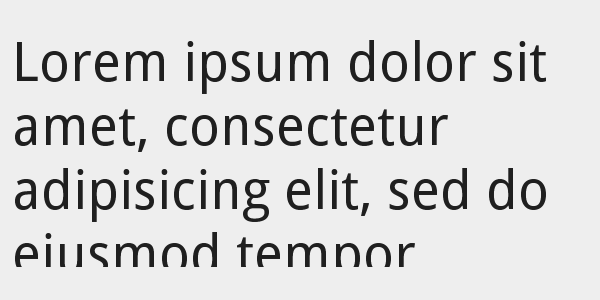 Lorem ipsum dolor sit
amet, consectetur
adipisicing elit, sed do
eiusmod tempor